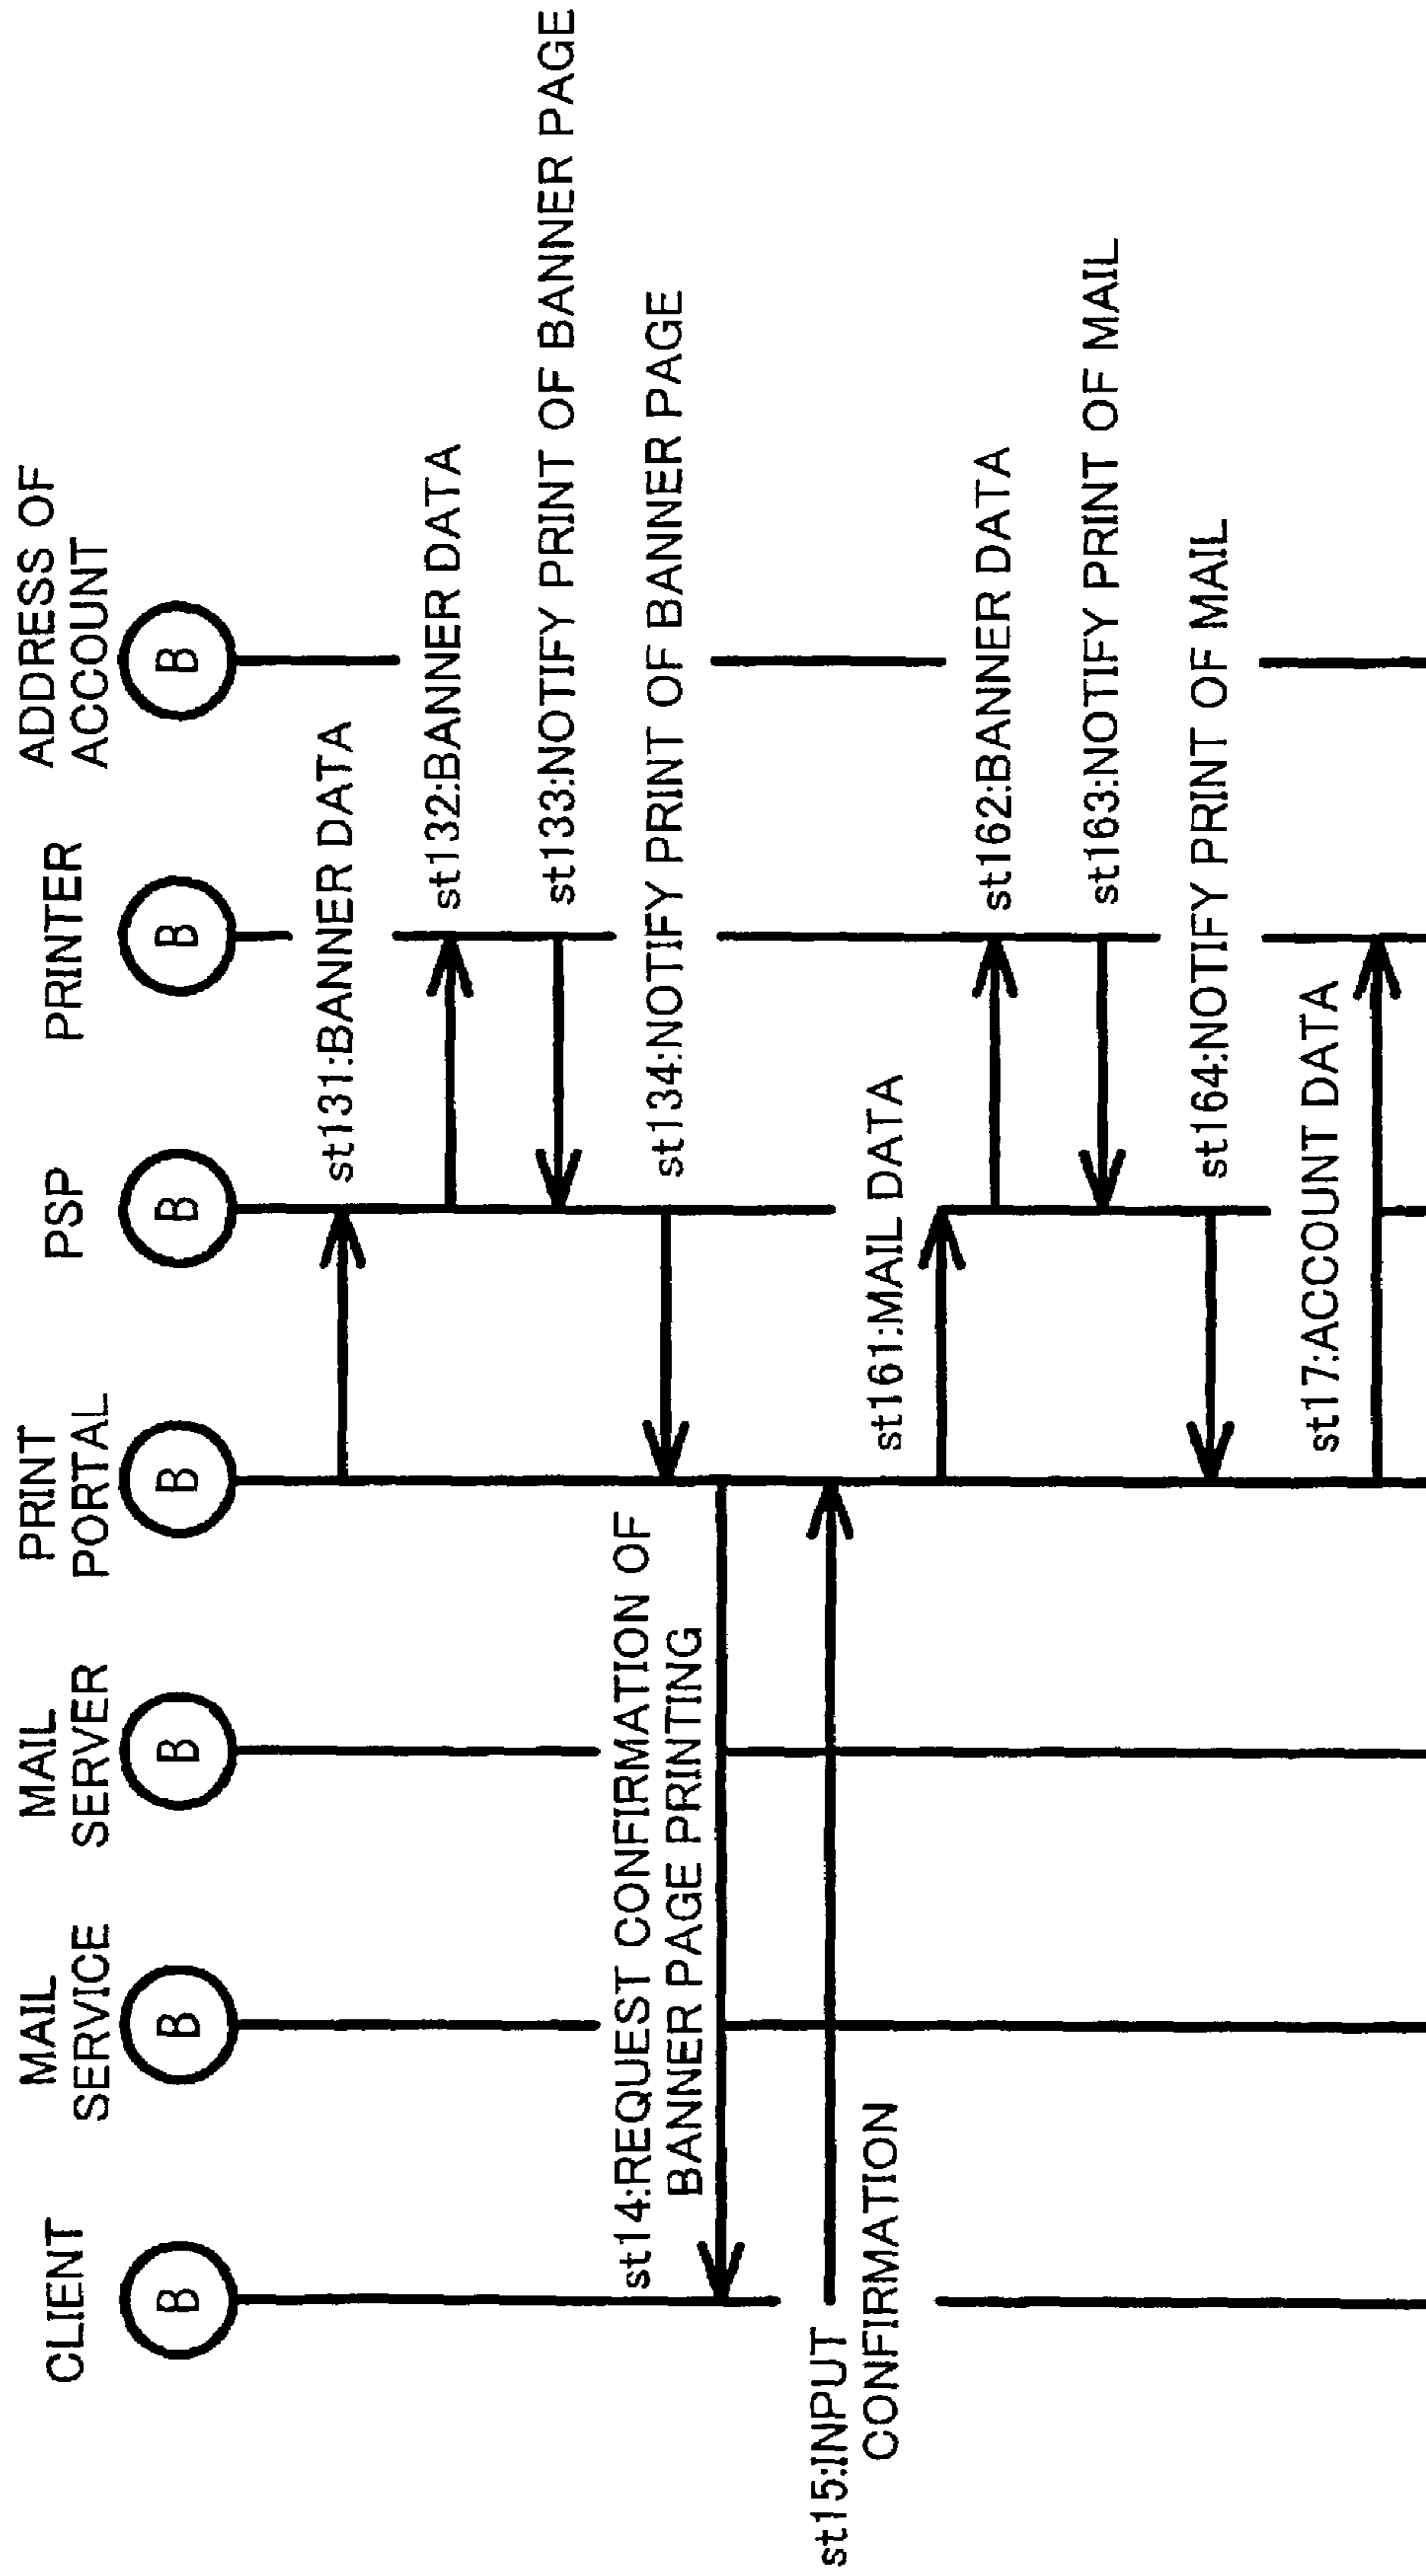 CLIENT
MAIL
SERVICE
MAIL
SERVER
PRINT
PORTAL
PSP
PRINTER
ADDRESS OF
ACCOUNT
B
B
B
B
B
B
B
st131:BANNER DATA
st132:BANNER DATA
st133:NOTIFY PRINT OF BANNER PAGE
st134:NOTIFY PRINT OF BANNER PAGE
st14:REQUEST CONFIRMATION OF
BANNER PAGE PRINTING
st15:INPUT
CONFIRMATION
st161:MAIL DATA
st162:BANNER DATA
st163:NOTIFY PRINT OF MAIL
st164:NOTIFY PRINT OF MAIL
st17:ACCOUNT DATA